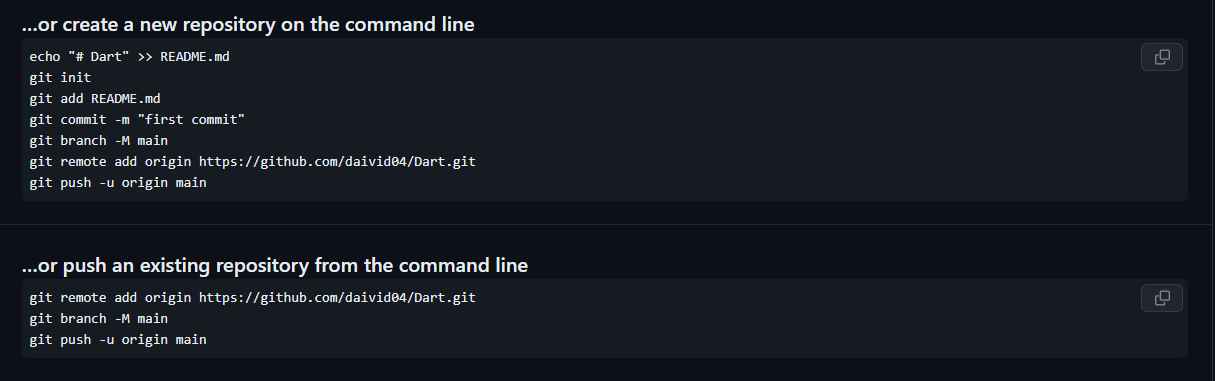 ...or create a new repository on the command line
echo "# Dart" >> README.md
git init
git add README.md
git commit -m "first commit"
git branch -M main
git remote add origin https://github.com/daivid04/Dart.git
git push -u origin main
...or push an existing repository from the command line
git remote add origin https://github.com/daivid04/Dart.git
git branch -M main
git push -u origin main